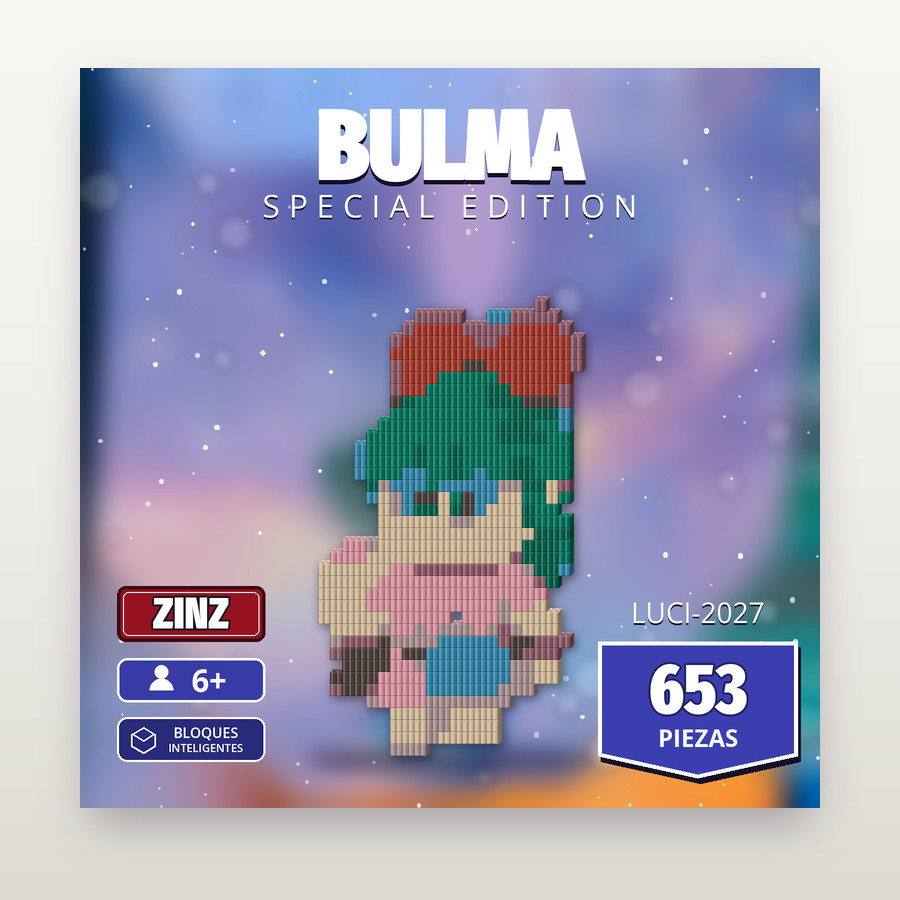 BULMA
SPECIAL EDITION
ZINZ
6+
BLOQUES
INTELIGENTES
LUCI-2027
653
PIEZAS